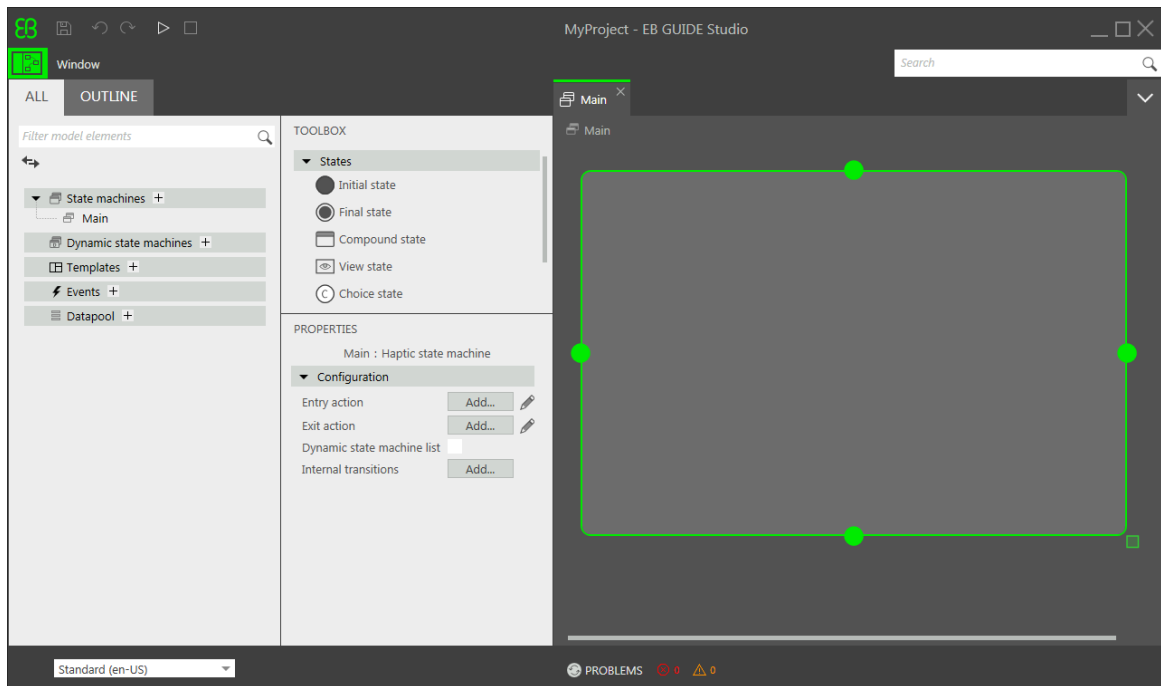 EB
MyProject - EB GUIDE Studio
Window
Search
ALL
OUTLINE
Main
Filter model elements
State machines +
Main
Dynamic state machines +
Templates +
Events +
Datapool +
TOOLBOX
States
Initial state
Final state
Compound state
View state
C Choice state
PROPERTIES
Main : Haptic state machine
Configuration
Entry action Add...
Exit action Add...
Dynamic state machine list
Internal transitions Add...
Main
Standard (en-US)
PROBLEMS 0 0